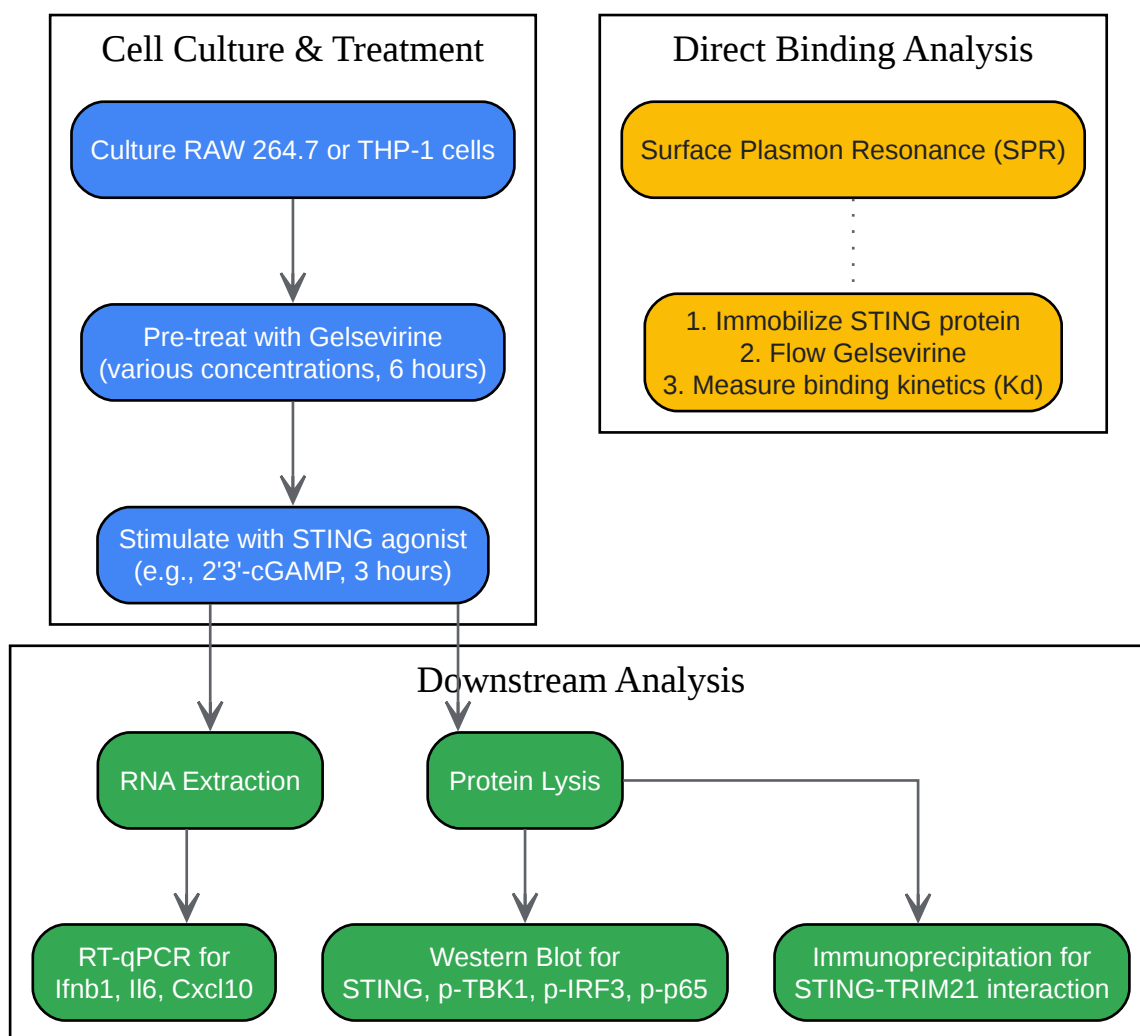 Cell Culture & Treatment
Culture RAW 264.7 or THP-1 cells
Pre-treat with Gelsevirine
(various concentrations, 6 hours)
Stimulate with STING agonist
(e.g., 2'3'-cGAMP, 3 hours)
Direct Binding Analysis
Surface Plasmon Resonance (SPR)
1. Immobilize STING protein
2. Flow Gelsevirine
3. Measure binding kinetics (Kd)
Downstream Analysis
RNA Extraction
Protein Lysis
RT-qPCR for
Ifnb1, Il6, Cxcl10
Western Blot for
STING, p-TBK1, p-IRF3, p-p65
Immunoprecipitation for
STING-TRIM21 interaction